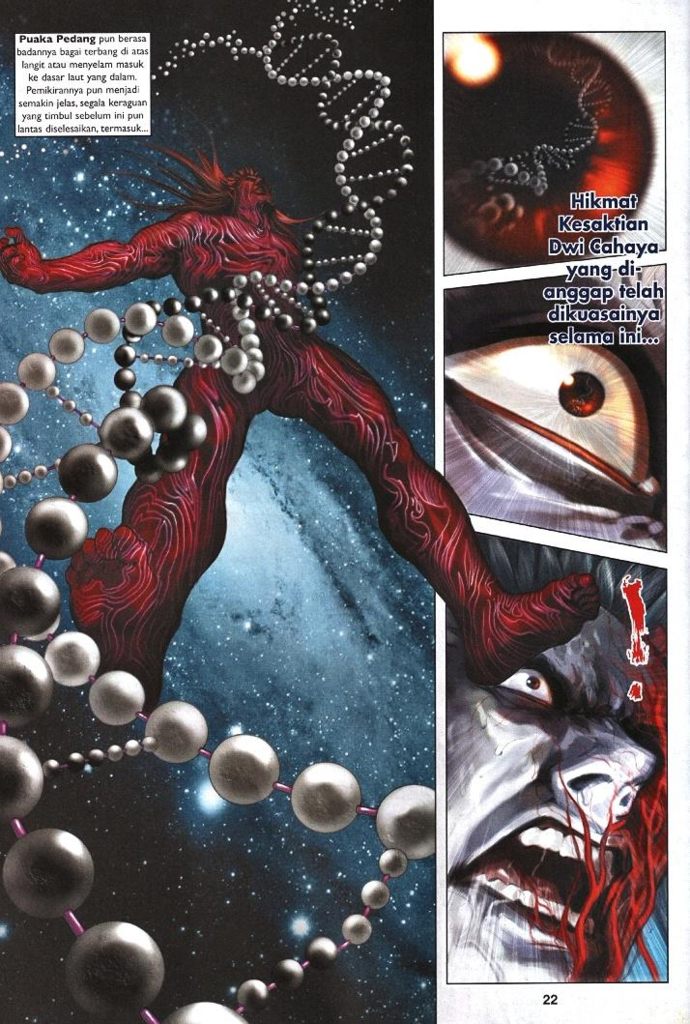 Puaka Pedang pun berasa
badannya bagai terbang di atas
langit atau menyelam masuk
ke dasar laut yang dalam.
Pemikirannya pun menjadi
semakin jelas, segala keraguan
yang timbul sebelum ini pun
lantas diselesaikan, termasuk...
Hikmat
Kesaktian
Dwi Cahaya
yang di-
anggap telah
dikuasainya
selama ini...
!
22